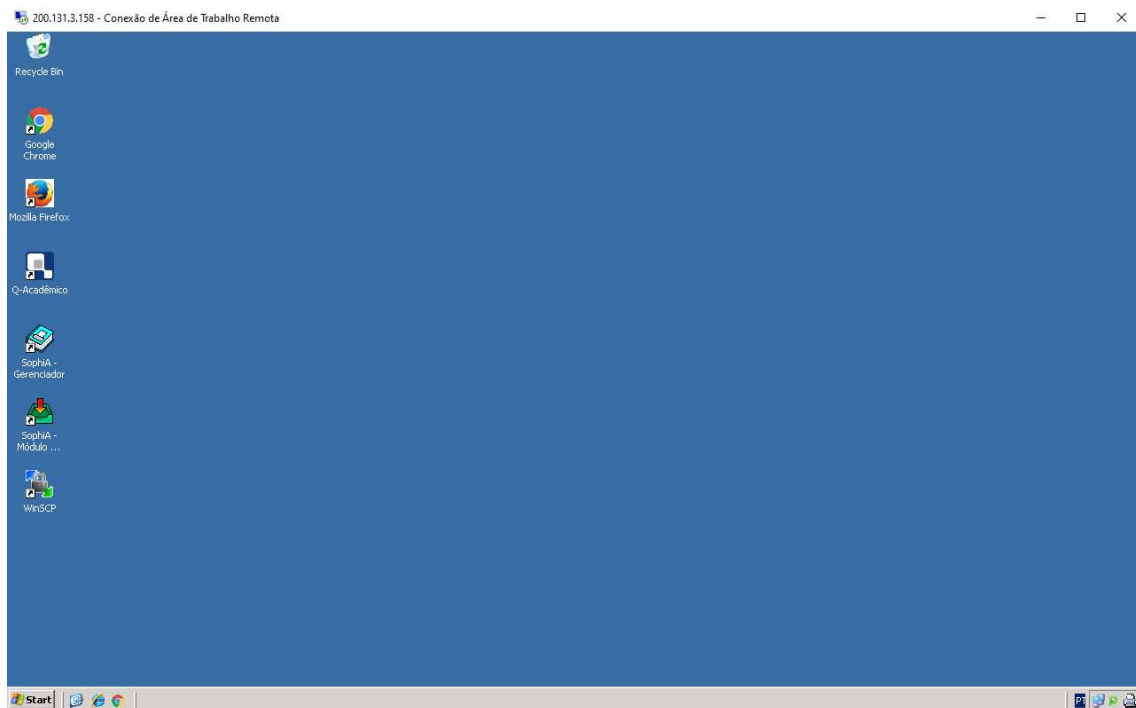 200.131.3.158 - Conexão de Área de Trabalho Remota
Recycle Bin
Google
Chrome
Mozilla Firefox
Q-Acadêmico
SophiA -
Gerenciador
SophiA -
Módulo ...
WinSCP
Start
PT